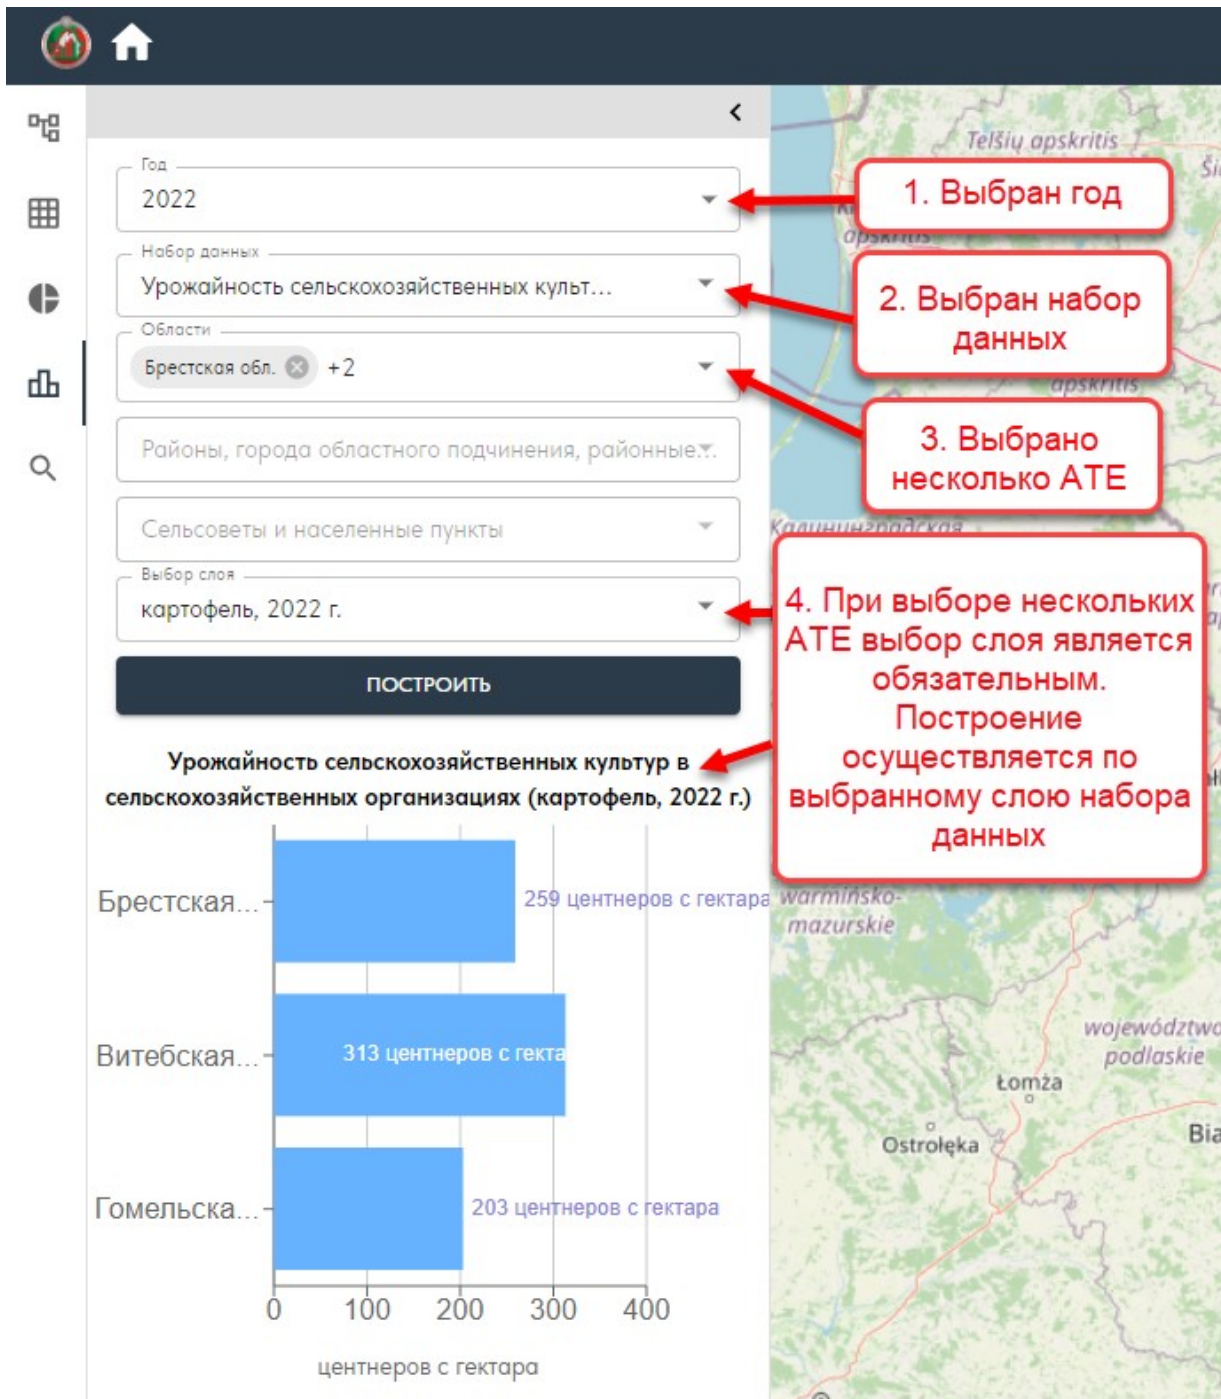 Telšių apskritis
Год
2022
1. Выбран год
apskritis
Набор данных
Урожайность сельскохозяйственных культ...
2. Выбран набор
данных
Области
Брестская обл. +2
apskritis
Районы, города областного подчинения, районные...
3. Выбрано
несколько АТЕ
Сельсоветы и населенные пункты
Калининградская
Выбор слоя
картофель, 2022 г.
4. При выборе нескольких
АТЕ выбор слоя является
обязательным.
Построение
осуществляется по
выбранному слою набора
данных
ПОСТРОИТЬ
Урожайность сельскохозяйственных культур в
сельскохозяйственных организациях (картофель, 2022 г.)
Брестская...
259 центнеров с гектара
warmińsko-
mazurskie
Витебская...
313 центнеров с гекта
województwo
podlaskie
Łomża
Ostrołęka
Bia
Гомельска...
203 центнеров с гектара
0 100 200 300 400
центнеров с гектара